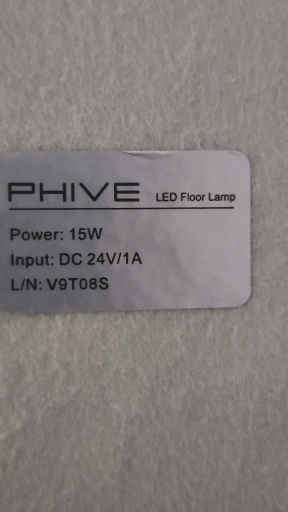 PHIVE LED Floor Lamp
Power: 15W
Input: DC 24V/1A
L/N: V9T08S